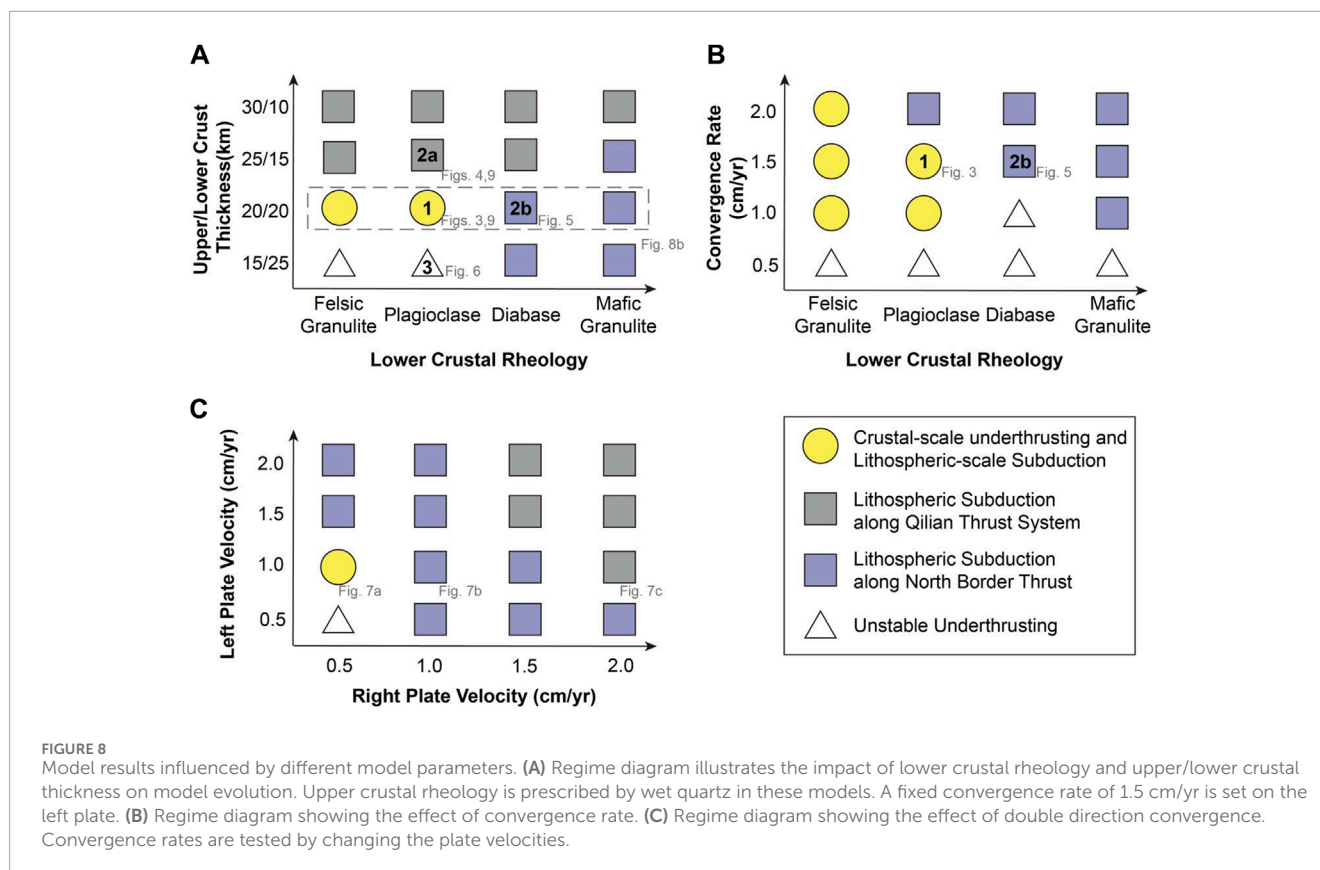 A
Upper/Lower Crust
Thickness(km)
30/10
25/15
20/20
15/25
2a
Figs. 4,9
1
Figs. 3,9
2b
Fig. 5
3
Fig. 6
Fig. 8b
Felsic
Granulite
Plagioclase
Diabase
Mafic
Granulite
Lower Crustal Rheology
B
Convergence Rate
(cm/yr)
2.0
1.5
1.0
0.5
1
Fig. 3
2b
Fig. 5
Felsic
Granulite
Plagioclase
Diabase
Mafic
Granulite
Lower Crustal Rheology
C
Left Plate Velocity (cm/yr)
2.0
1.5
1.0
0.5
Fig. 7a
Fig. 7b
Fig. 7c
0.5
1.0
1.5
2.0
Right Plate Velocity (cm/yr)
Crustal-scale underthrusting and
Lithospheric-scale Subduction
Lithospheric Subduction
along Qilian Thrust System
Lithospheric Subduction
along North Border Thrust
Unstable Underthrusting
FIGURE 8
Model results influenced by different model parameters. (A) Regime diagram illustrates the impact of lower crustal rheology and upper/lower crustal
thickness on model evolution. Upper crustal rheology is prescribed by wet quartz in these models. A fixed convergence rate of 1.5 cm/yr is set on the
left plate. (B) Regime diagram showing the effect of convergence rate. (C) Regime diagram showing the effect of double direction convergence.
Convergence rates are tested by changing the plate velocities.